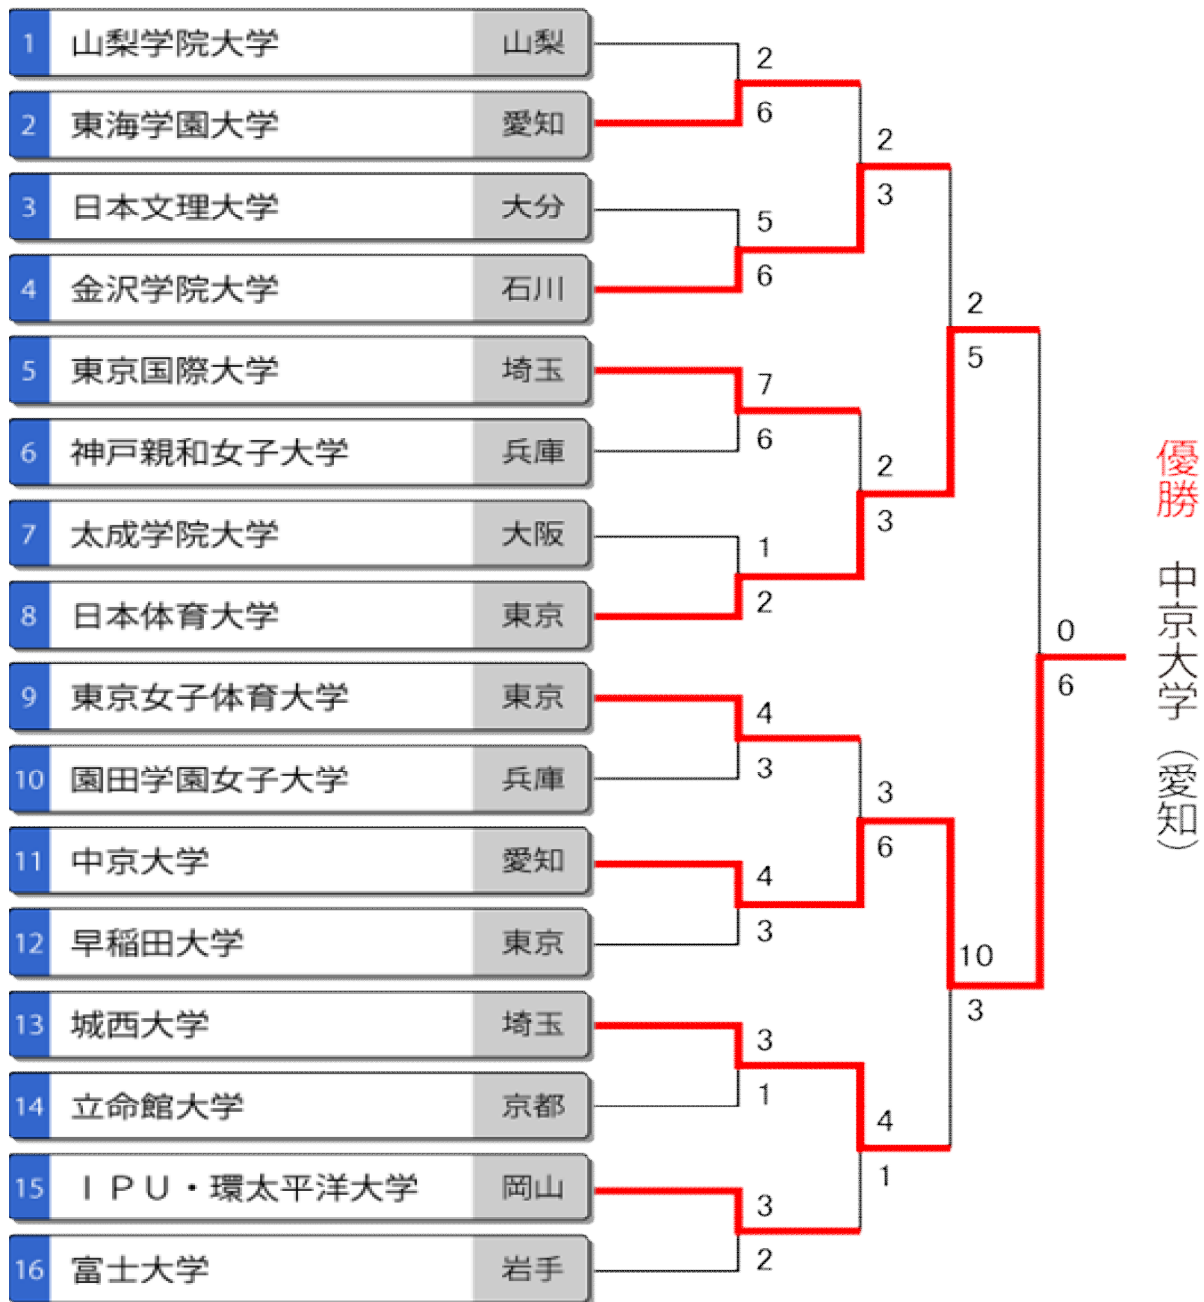 1 山梨学院大学 山梨
2 東海学園大学 愛知
3 日本文理大学 大分
4 金沢学院大学 石川
5 東京国際大学 埼玉
6 神戸親和女子大学 兵庫
7 太成学院大学 大阪
8 日本体育大学 東京
9 東京女子体育大学 東京
10 園田学園女子大学 兵庫
11 中京大学 愛知
12 早稲田大学 東京
13 城西大学 埼玉
14 立命館大学 京都
15 ＩＰＵ・環太平洋大学 岡山
16 富士大学 岩手
2
6
5
6
7
6
1
2
4
3
4
3
3
1
3
2
2
3
2
3
3
6
4
1
2
5
10
3
0
6
優勝 中京大学（愛知）